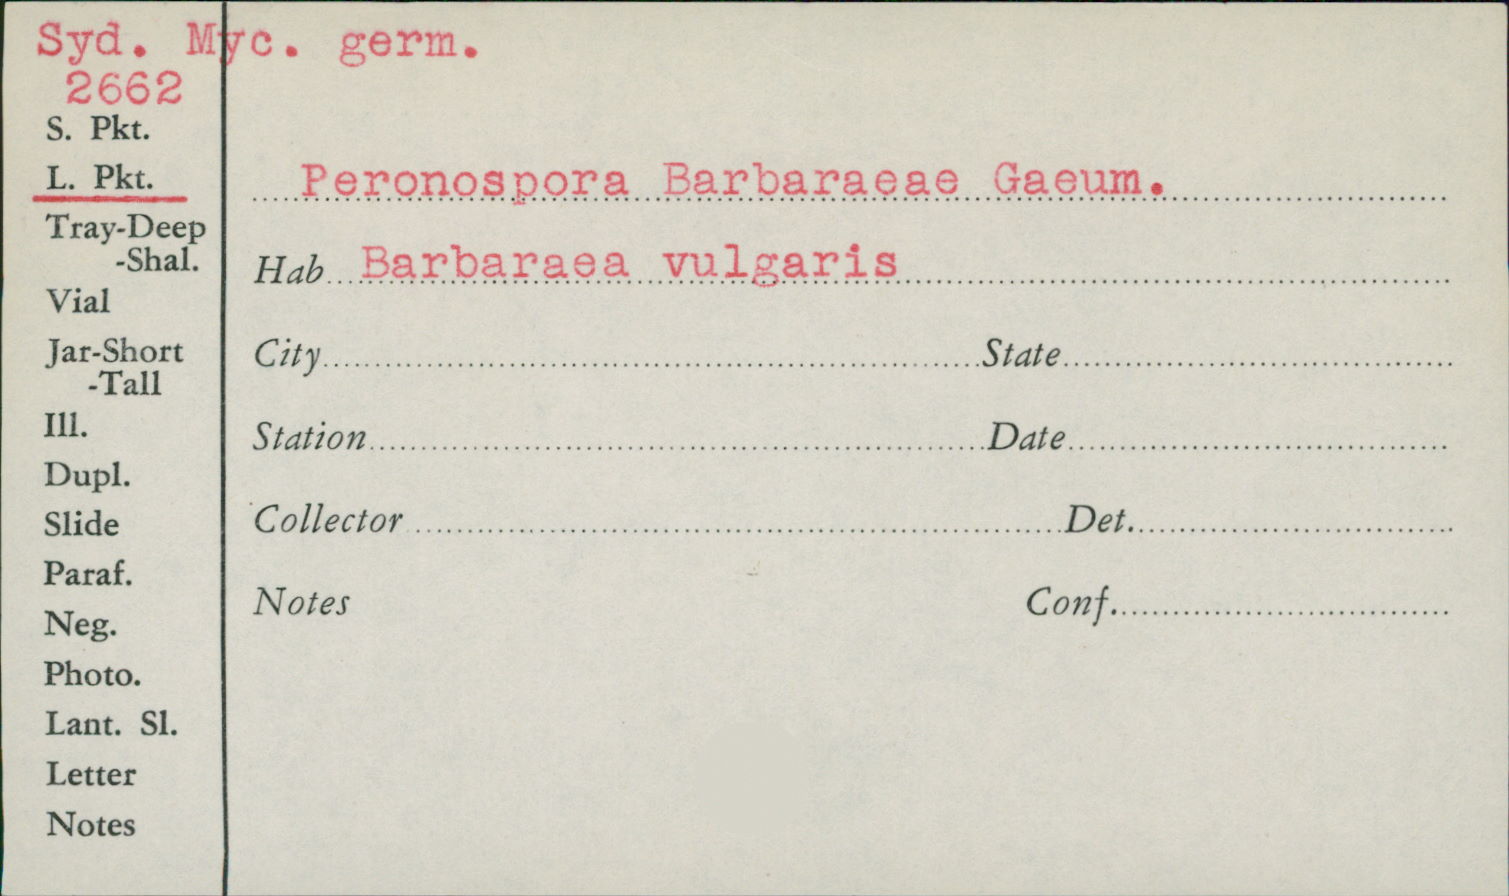 Syd. Myc. germ.
2662
S. Pkt.
L. Pkt.
Tray-Deep
-Shal.
Vial
Jar-Short
-Tall
Ill.
Dupl.
Slide
Paraf.
Neg.
Photo.
Lant. Sl.
Letter
Notes
Peronospora Barbaraeae Gaeum.
Hab Barbaraea vulgaris
City State
Station Date
Collector Det.
Notes Conf.